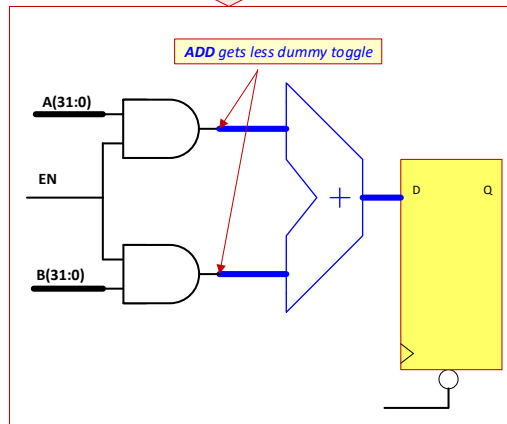 ADD gets less dummy toggle
A(31:0)
EN
B(31:0)
+
D Q